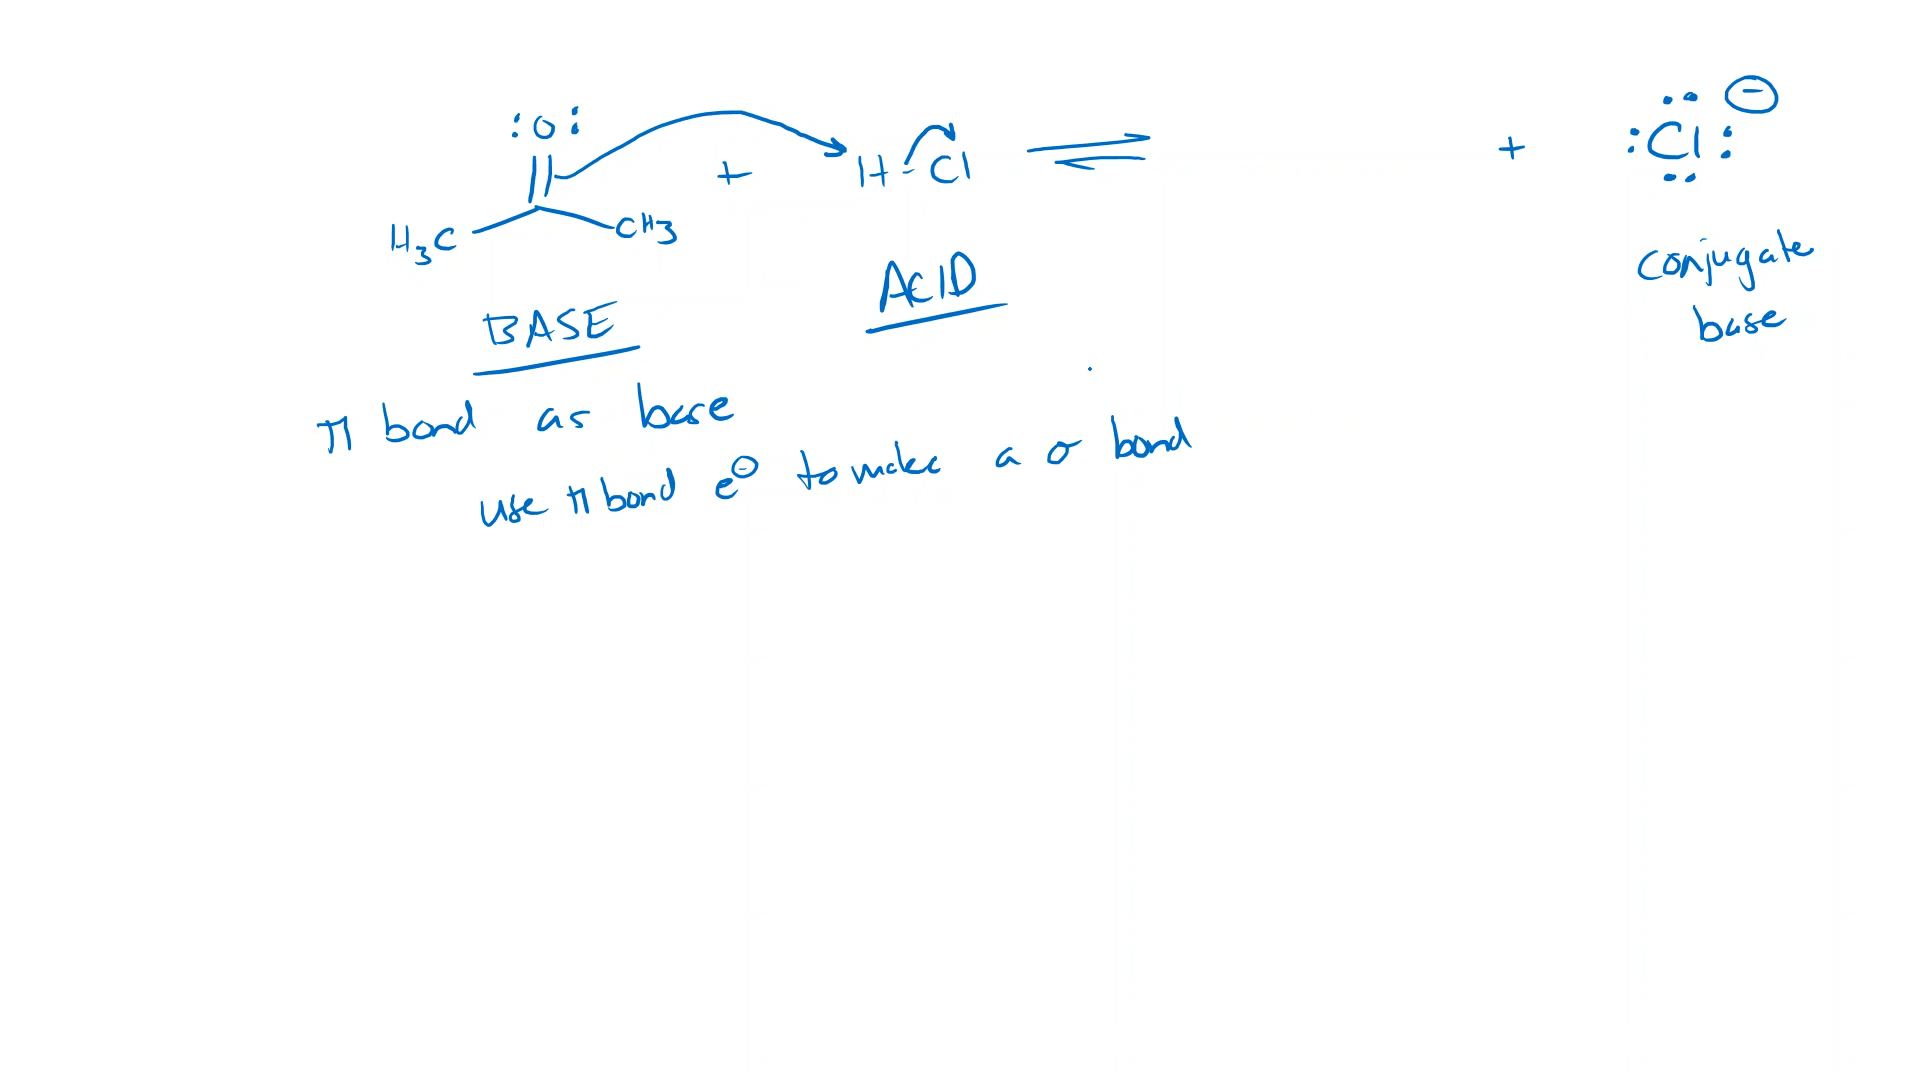 :O:
H₃C CH3
+ H-Cl ⇌ + :Cl: ⊖
BASE
ACID
conjugate
base
π bond as base
use π bond e⊖ to make a σ bond